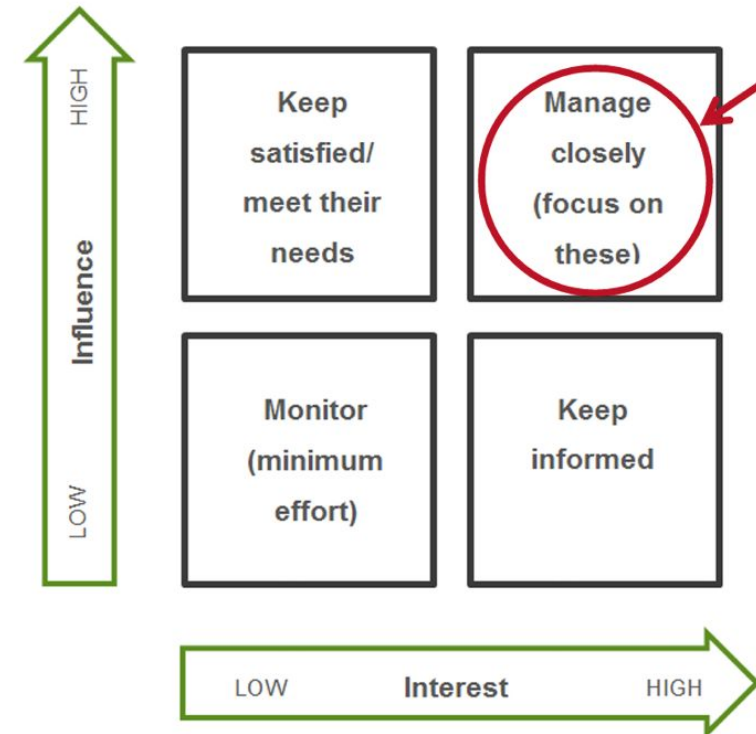 HIGH
Influence
LOW
Keep
satisfied/
meet their
needs
Manage
closely
(focus on
these)
Monitor
(minimum
effort)
Keep
informed
LOW Interest HIGH